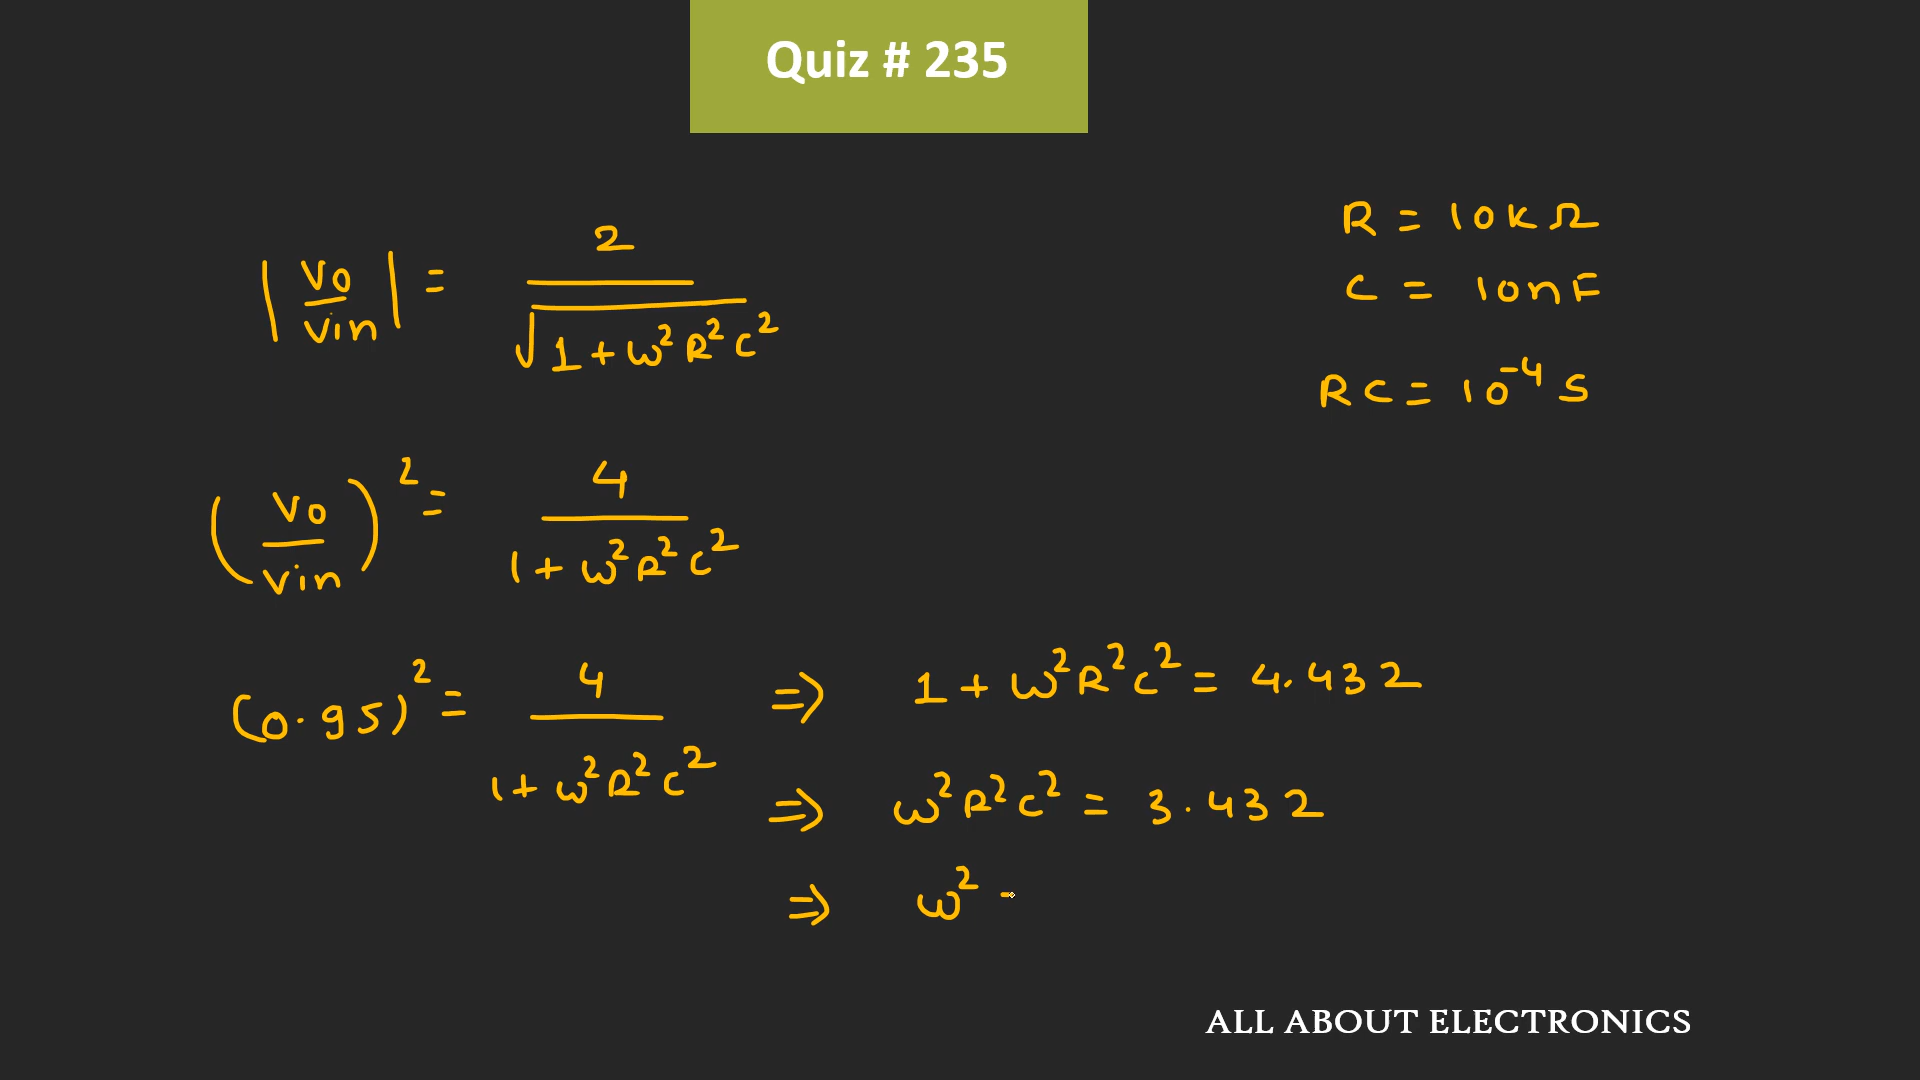 Quiz # 235
|Vo/Vin| = 2/√(1 + ω²R²C²)
R = 10kΩ
C = 10nF
RC = 10⁻⁴ S
(Vo/Vin)² = 4/(1 + ω²R²C²)
(0.95)² = 4/(1 + ω²R²C²) ⇒ 1 + ω²R²C² = 4.432
⇒ ω²R²C² = 3.432
⇒ ω² -
ALL ABOUT ELECTRONICS